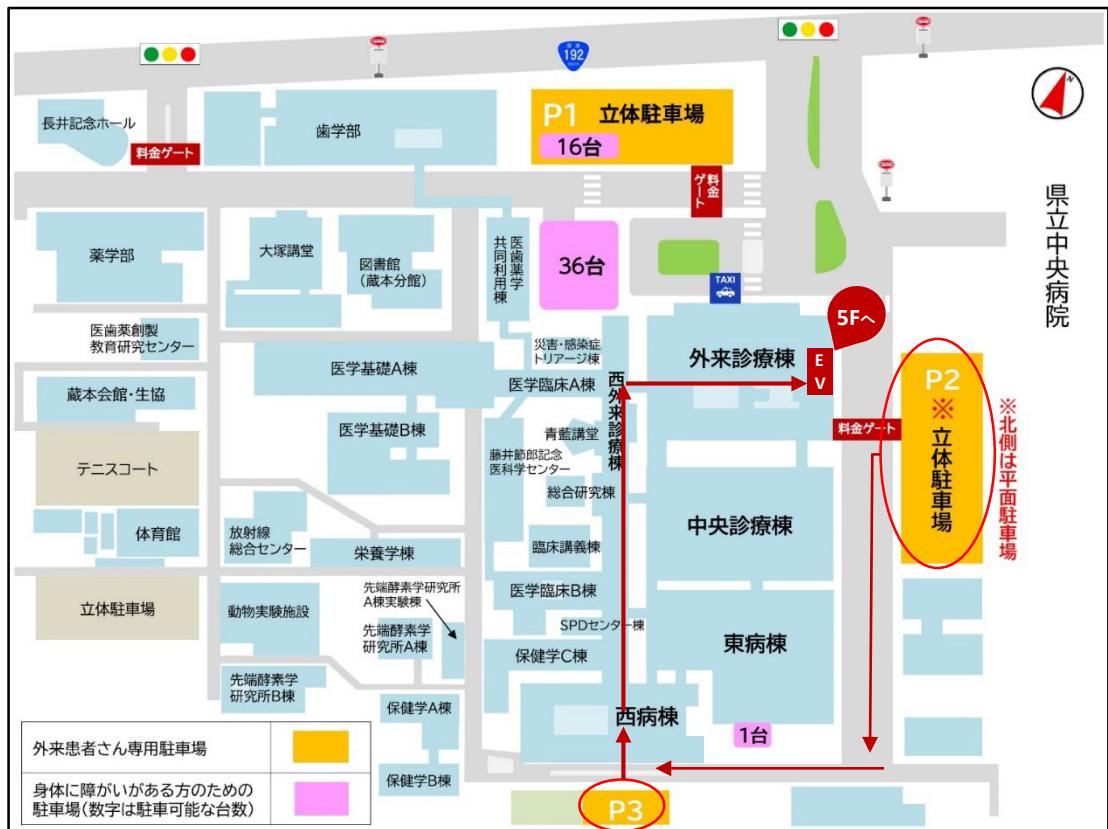 国道
192
N
長井記念ホール
料金ゲート
歯学部
P1 立体駐車場
16台
料金
ゲート
県立中央病院
薬学部
大塚講堂
図書館
(蔵本分館)
医歯薬学
共同利用棟
36台
TAXI
5Fへ
E
V
医歯薬創製
教育研究センター
災害・感染症
トリアージ棟
外来診療棟
医学基礎A棟
医学臨床A棟
西外来診療棟
P2
※
立体駐車場
※北側は平面駐車場
蔵本会館・生協
医学基礎B棟
青藍講堂
料金ゲート
藤井節郎記念
医科学センター
テニスコート
総合研究棟
中央診療棟
体育館
放射線
総合センター
栄養学棟
臨床講義棟
立体駐車場
動物実験施設
先端酵素学研究所
A棟実験棟
医学臨床B棟
先端酵素学
研究所A棟
SPDセンター棟
東病棟
保健学C棟
先端酵素学
研究所B棟
保健学A棟
西病棟
1台
保健学B棟
P3
外来患者さん専用駐車場
身体に障がいがある方のための
駐車場(数字は駐車可能な台数)